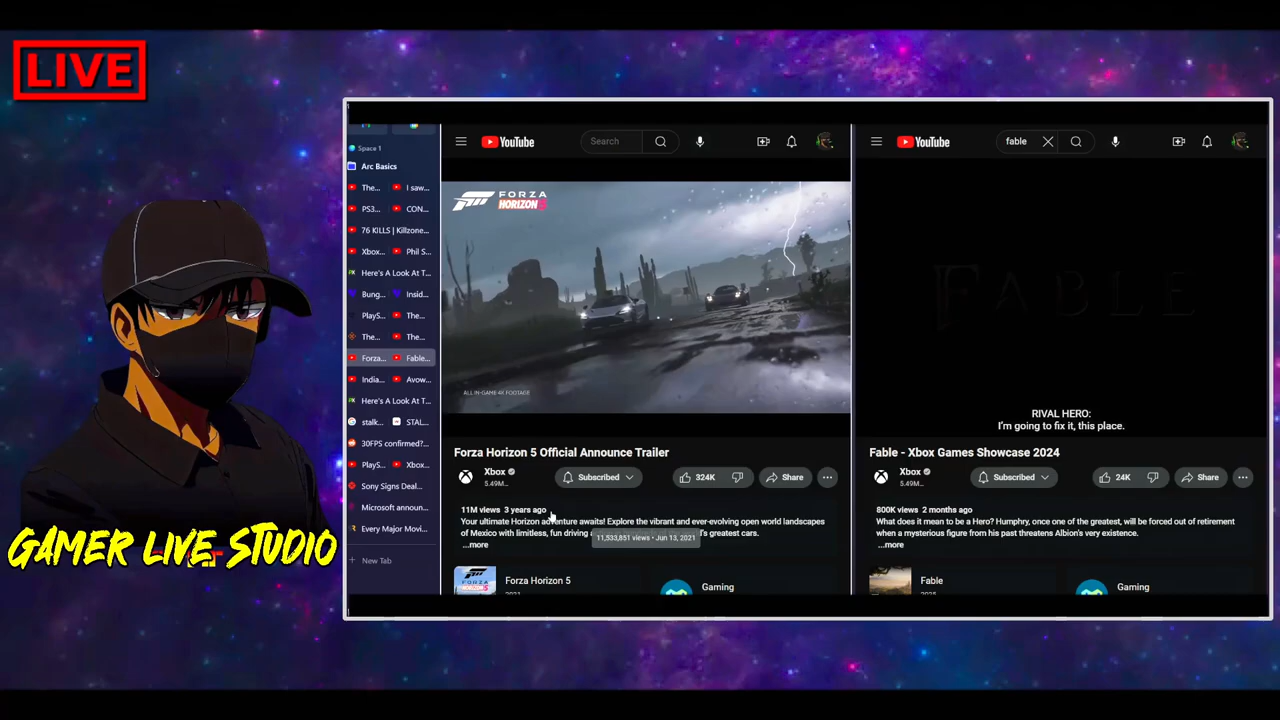 LIVE
GAMER LIVE STUDIO
Space 1
Arc Basics
The...
I saw...
PS3...
CON...
76 KILLS | Killzone...
Xbox...
Phil S...
Here's A Look At T...
Bung...
Insid...
PlayS...
The...
The...
The...
Forza...
Fable...
India...
Avow...
Here's A Look At T...
stalk...
STAL...
30FPS confirmed?...
PlayS...
Xbox...
Sony Signs Deal...
Microsoft announ...
Every Major Movi...
+ New Tab
YouTube
Search
FORZA
HORIZON 5
ALL IN-GAME 4K FOOTAGE
Forza Horizon 5 Official Announce Trailer
Xbox
5.49M...
Subscribed
324K
Share
11M views 3 years ago
Your ultimate Horizon adventure awaits! Explore the vibrant and ever-evolving open world landscapes
of Mexico with limitless, fun driving
's greatest cars.
11,533,851 views • Jun 13, 2021
...more
Forza Horizon 5
2021
Gaming
YouTube
fable
FABLE
RIVAL HERO:
I'm going to fix it, this place.
Fable - Xbox Games Showcase 2024
Xbox
5.49M...
Subscribed
24K
Share
800K views 2 months ago
What does it mean to be a Hero? Humphry, once one of the greatest, will be forced out of retirement
when a mysterious figure from his past threatens Albion's very existence.
...more
Fable
2025
Gaming